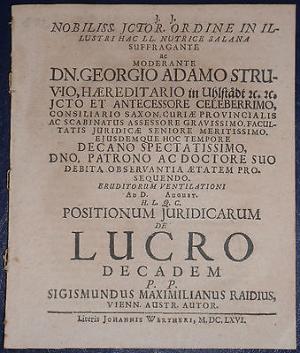 J. J.
NOBILISS. JCTOR. ORDINE IN IL-
LUSTRI HAC LL. NUTRICE SALANA
SUFFRAGANTE
ac
MODERANTE
DN. GEORGIO ADAMO STRU-
VIO, HÆREDITARIO in Uhlstädt ꝛc. ꝛc.
JCTO ET ANTECESSORE CELEBERRIMO,
CONSILIARIO SAXON. CURIÆ PROVINCIALIS
AC SCABINATUS ASSESSORE GRAVISSIMO, FACUL-
TATIS JURIDICÆ SENIORE MERITISSIMO,
EJUSDEMQUE HOC TEMPORE
DECANO SPECTATISSIMO,
DNO, PATRONO AC DOCTORE SUO
DEBITA OBSERVANTIA ÆTATEM PRO-
SEQUENDO.
ERUDITORUM VENTILATIONI
AD D. AUGUST.
H. L. Q. C.
POSITIONUM JURIDICARUM
DE
LUCRO
DECADEM
P. P.
SIGISMUNDUS MAXIMILIANUS RAIDIUS,
VIENN. AUSTR. AUTOR.
Literis JOHANNIS WERTHERI, M, DC, LXVI.